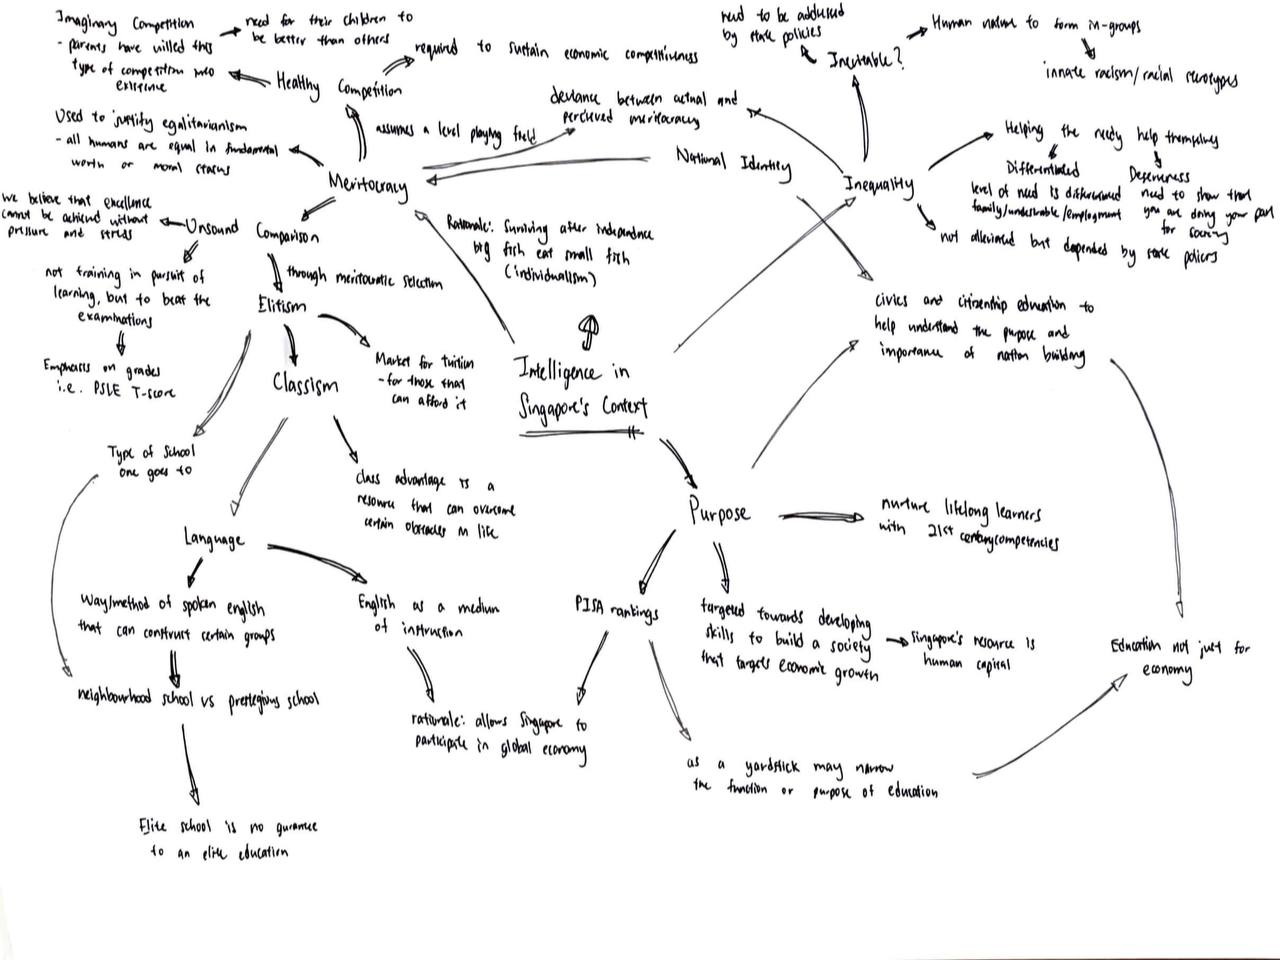 Imaginary Competition
- parents have willed this
type of competition into
existence
need for their children to
be better than others
Healthy Competition
required to sustain economic competitiveness
Used to justify egalitarianism
- all humans are equal in fundamental
worth or moral status
assumes a level playing field
Meritocracy
deviance between actual and
percieved meritocracy
National Identity
need to be addressed
by state policies
Inevitable?
Human nature to form in-groups
innate racism/racial stereotypes
Inequality
Helping the needy help themselves
Differentiated
level of need is differenced
family/undesirable/employment
Deserveness
need to show that
you are doing your part
for society
not alleviated but depended by state policies
we believe that excellence
cannot be achieved without
pressure and stress
Unsound Comparison
not training in pursuit of
learning, but to beat the
examinations
Emphasis on grades
i.e. PSLE T-score
through meritocratic selection
Elitism
Classism
Market for tuition
- for those that
can afford it
Rationale: Surviving after independence
big fish eat small fish
(individualism)
Intelligence in
Singapore's Context
civics and citizenship education to
help understand the purpose and
importance of nation building
Type of School
one goes to
class advantage is a
resource that can overcome
certain obstacles in life
Language
Way/method of spoken english
that can construct certain groups
English as a medium
of instruction
neighbourhood school vs prestegious school
rationale: allows Singapore to
participate in global economy
Elite school is no gurantee
to an elite education
Purpose
nurture lifelong learners
with 21st century competencies
PISA rankings
targeted towards developing
skills to build a society
that targets economic growth
Singapore's resource is
human capital
as a yardstick may narrow
the function or purpose of education
Education not just for
economy